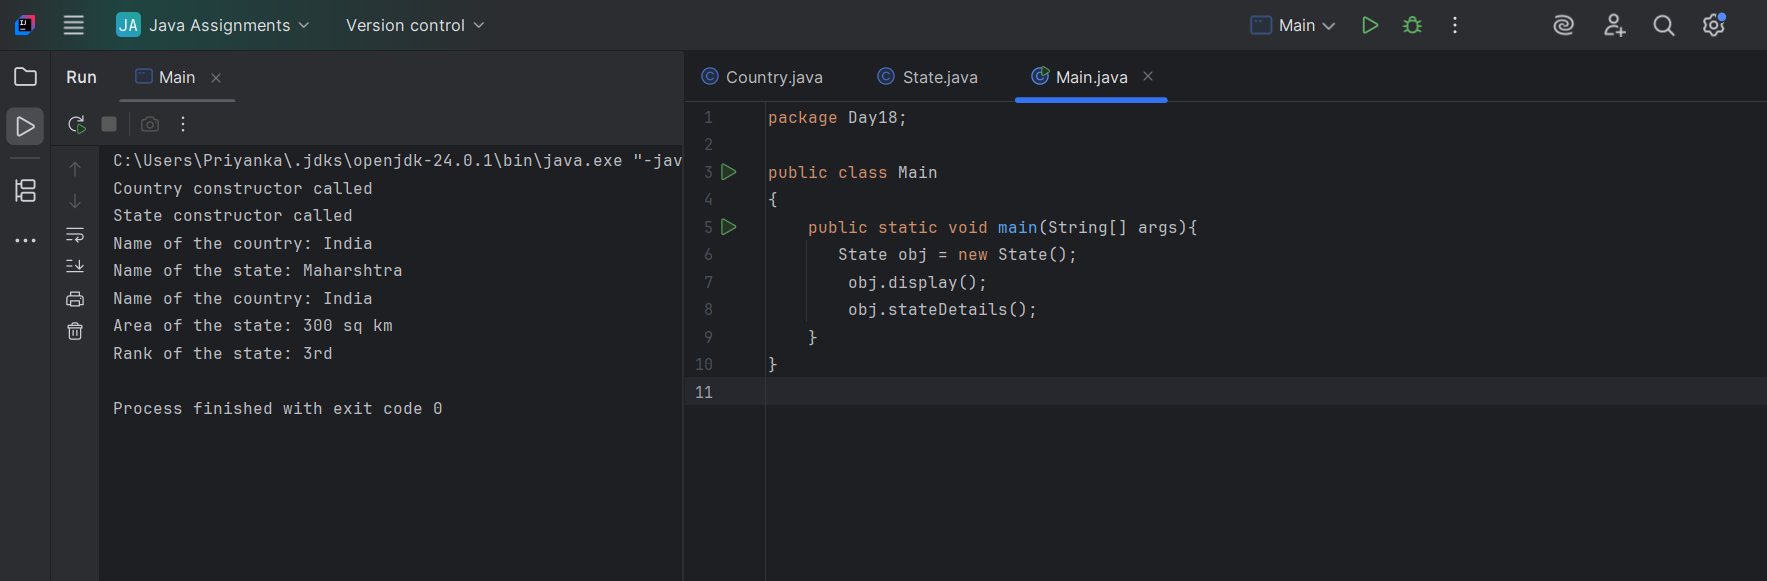 JA Java Assignments Version control Main
Run Main
Country.java State.java Main.java
C:\Users\Priyanka\.jdks\openjdk-24.0.1\bin\java.exe "-jav
Country constructor called
State constructor called
Name of the country: India
Name of the state: Maharshtra
Name of the country: India
Area of the state: 300 sq km
Rank of the state: 3rd
Process finished with exit code 0
1 package Day18;
2
3 public class Main
4 {
5 public static void main(String[] args){
6 State obj = new State();
7 obj.display();
8 obj.stateDetails();
9 }
10 }
11